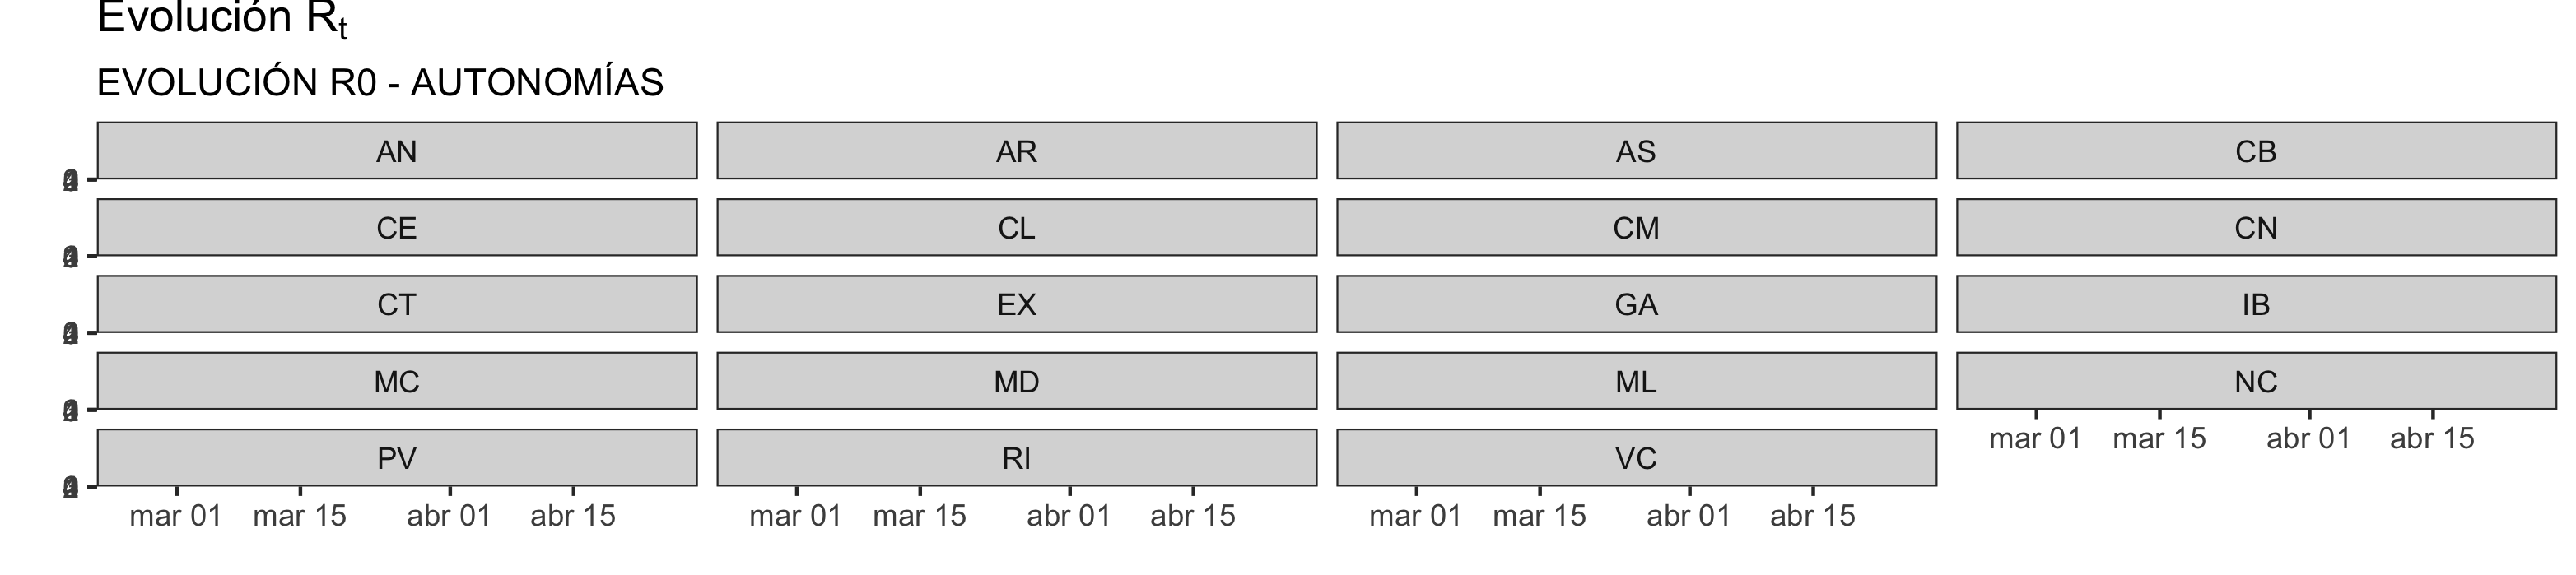 Evolución Rt
EVOLUCIÓN R0 - AUTONOMÍAS
AN AR AS CB
CE CL CM CN
CT EX GA IB
MC MD ML NC
mar 01 mar 15 abr 01 abr 15
PV RI VC
mar 01 mar 15 abr 01 abr 15 mar 01 mar 15 abr 01 abr 15 mar 01 mar 15 abr 01 abr 15